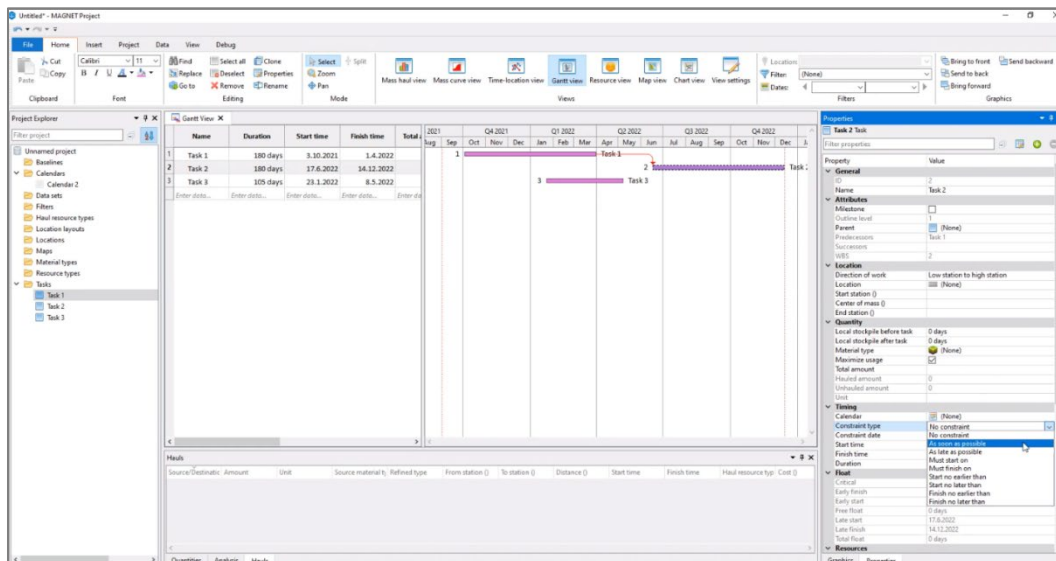 Untitled* - MAGNET Project
File Home Insert Project Data View Debug
Paste
Cut
Copy
Clipboard
Calibri 11
B I U A
Font
Find Select all Clone
Replace Deselect Properties
Go to Remove Rename
Editing
Select Split
Zoom
Pan
Mode
Mass haul view Mass curve view Time-location view Gantt view Resource view Map view Chart view View settings
Views
Location:
Filter: (None)
Dates:
Filters
Bring to front Send backward
Send to back
Bring forward
Graphics
Project Explorer
Filter project
Unnamed project
Baselines
Calendars
Calendar 2
Data sets
Filters
Haul resource types
Location layouts
Locations
Maps
Material types
Resource types
Tasks
Task 1
Task 2
Task 3
Gantt View X
Name Duration Start time Finish time Total
1 Task 1 180 days 3.10.2021 1.4.2022
2 Task 2 180 days 17.6.2022 14.12.2022
3 Task 3 105 days 23.1.2022 8.5.2022
Enter data... Enter data... Enter data... Enter data... Enter da
2021 Q4 2021 Q1 2022 Q2 2022 Q3 2022 Q4 2022
Aug Sep Oct Nov Dec Jan Feb Mar Apr May Jun Jul Aug Sep Oct Nov Dec
1 Task 1
2 Task 2
3 Task 3
Hauls
Source/Destinatic Amount Unit Source material ty Refined type From station () To station () Distance () Start time Finish time Haul resource typ Cost ()
Quantities Analysis Hauls
Properties
Task 2 Task
Filter properties
Property Value
General
ID 2
Name Task 2
Attributes
Milestone
Outline level 1
Parent (None)
Predecessors Task 1
Successors
WBS 2
Location
Direction of work Low station to high station
Location (None)
Start station ()
Center of mass ()
End station ()
Quantity
Local stockpile before task 0 days
Local stockpile after task 0 days
Material type (None)
Maximize usage
Total amount
Hauled amount 0
Unhauled amount 0
Unit
Timing
Calendar (None)
Constraint type No constraint
Constraint date No constraint
Start time As soon as possible
As late as possible
Finish time Must start on
Duration Must finish on
Float Start no earlier than
Critical Start no later than
Early finish Finish no earlier than
Early start Finish no later than
Free float 0 days
Late start 17.6.2022
Late finish 14.12.2022
Total float 0 days
Resources
Graphics Properties